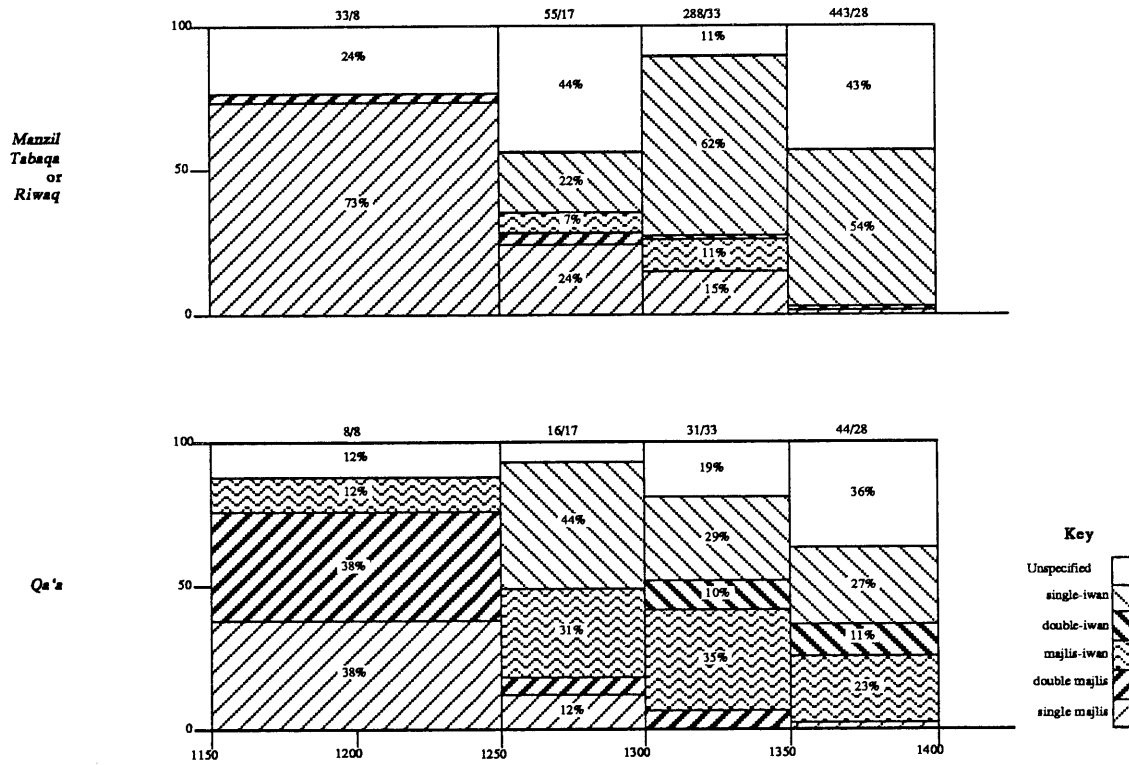 33/8 55/17 288/33 443/28
100
24% 44% 11% 43%
Manzil
Tabaqa
or
Riwaq
50
73% 22% 62% 54%
7%
24% 11%
15%
0
8/8 16/17 31/33 44/28
100
12% 19% 36%
12% 44% 29% 27%
Qa'a
50
38% 31% 10% 11%
38% 12% 35% 23%
0
1150 1200 1250 1300 1350 1400
Key
Unspecified
single-iwan
double-iwan
majlis-iwan
double majlis
single majlis